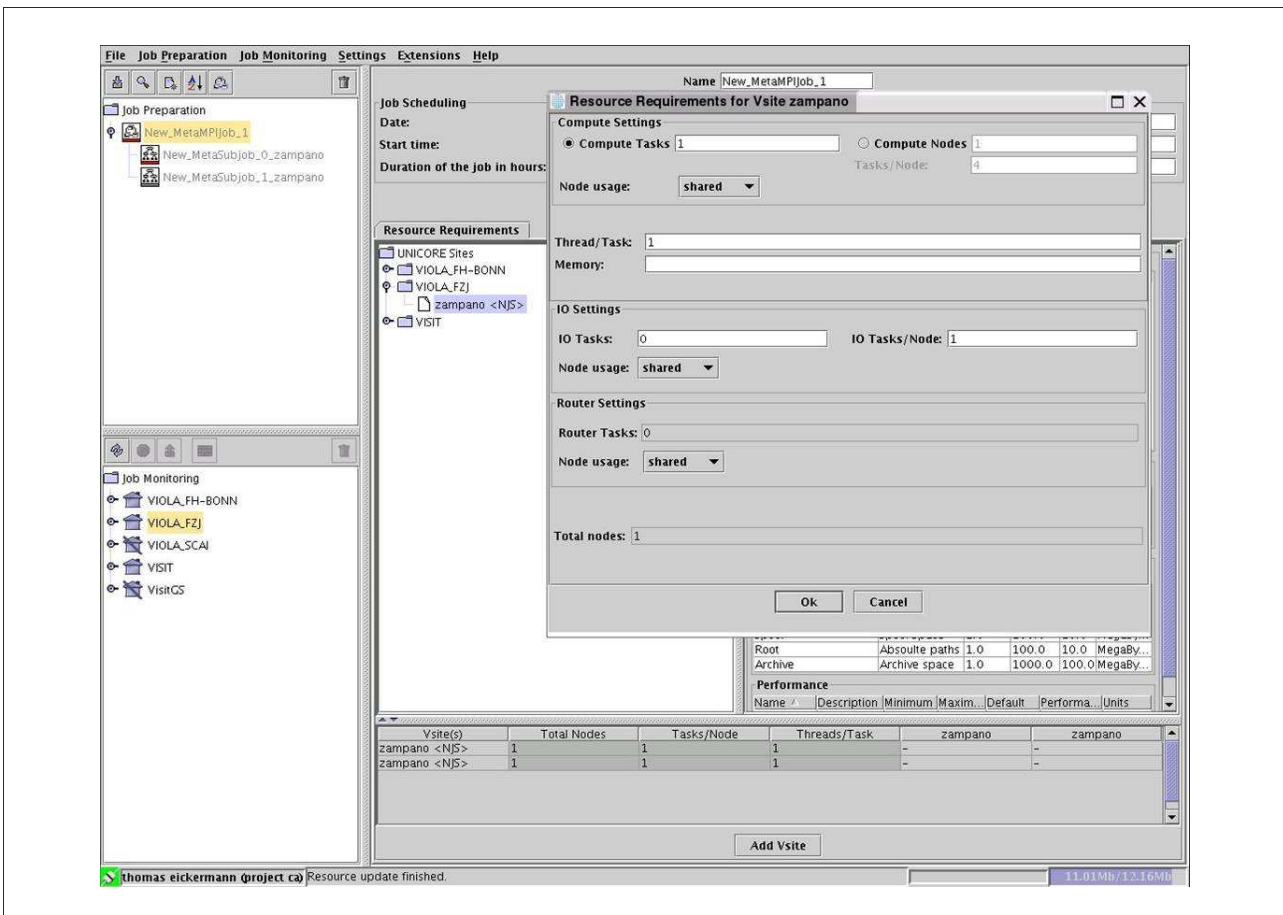 File Job Preparation Job Monitoring Settings Extensions Help
Job Preparation
New_MetaMPIJob_1
New_MetaSubjob_0_zampano
New_MetaSubjob_1_zampano
Job Monitoring
VIOLA_FH-BONN
VIOLA_FZJ
VIOLA_SCAI
VISIT
VisitGS
Name New_MetaMPIJob_1
Job Scheduling
Date:
Start time:
Duration of the job in hours:
Resource Requirements
UNICORE Sites
VIOLA_FH-BONN
VIOLA_FZJ
zampano <NJS>
VISIT
Resource Requirements for Vsite zampano
Compute Settings
Compute Tasks 1 Compute Nodes 1
Tasks/Node: 4
Node usage: shared
Thread/Task: 1
Memory:
IO Settings
IO Tasks: 0 IO Tasks/Node: 1
Node usage: shared
Router Settings
Router Tasks: 0
Node usage: shared
Total nodes: 1
Ok Cancel
Root Absoulte paths 1.0 100.0 10.0 MegaBy...
Archive Archive space 1.0 1000.0 100.0 MegaBy...
Performance
Name Description Minimum Maxim... Default Performa... Units
Vsite(s) Total Nodes Tasks/Node Threads/Task zampano zampano
zampano <NJS> 1 1 1 - -
zampano <NJS> 1 1 1 - -
Add Vsite
thomas eickermann (project ca) Resource update finished. 11.01Mb/12.16Mb